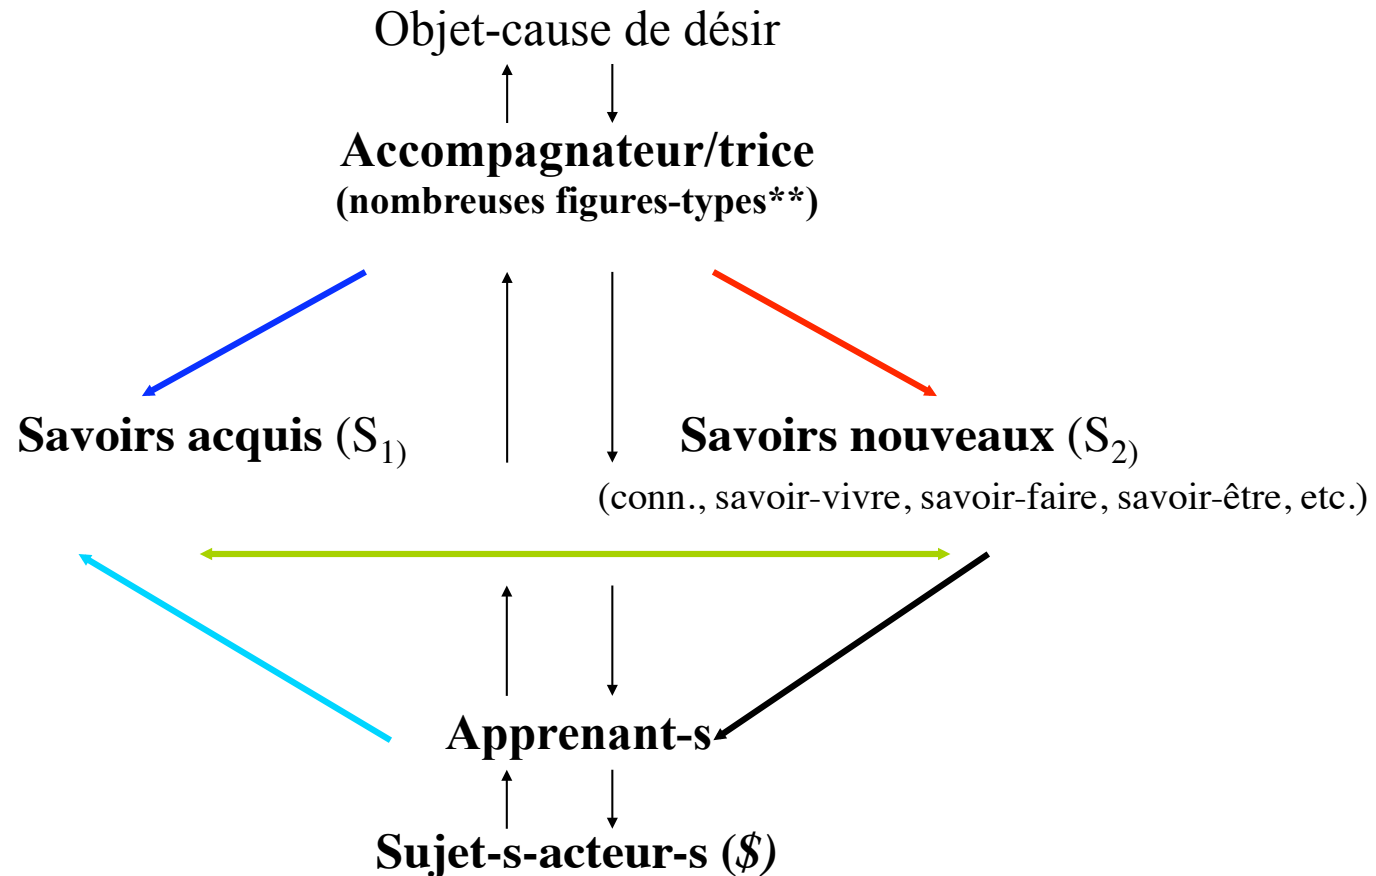 Objet-cause de désir
Accompagnateur/trice
(nombreuses figures-types**)
Savoirs acquis (S1)
Savoirs nouveaux (S2)
(conn., savoir-vivre, savoir-faire, savoir-être, etc.)
Apprenant-s
Sujet-s-acteur-s ($)